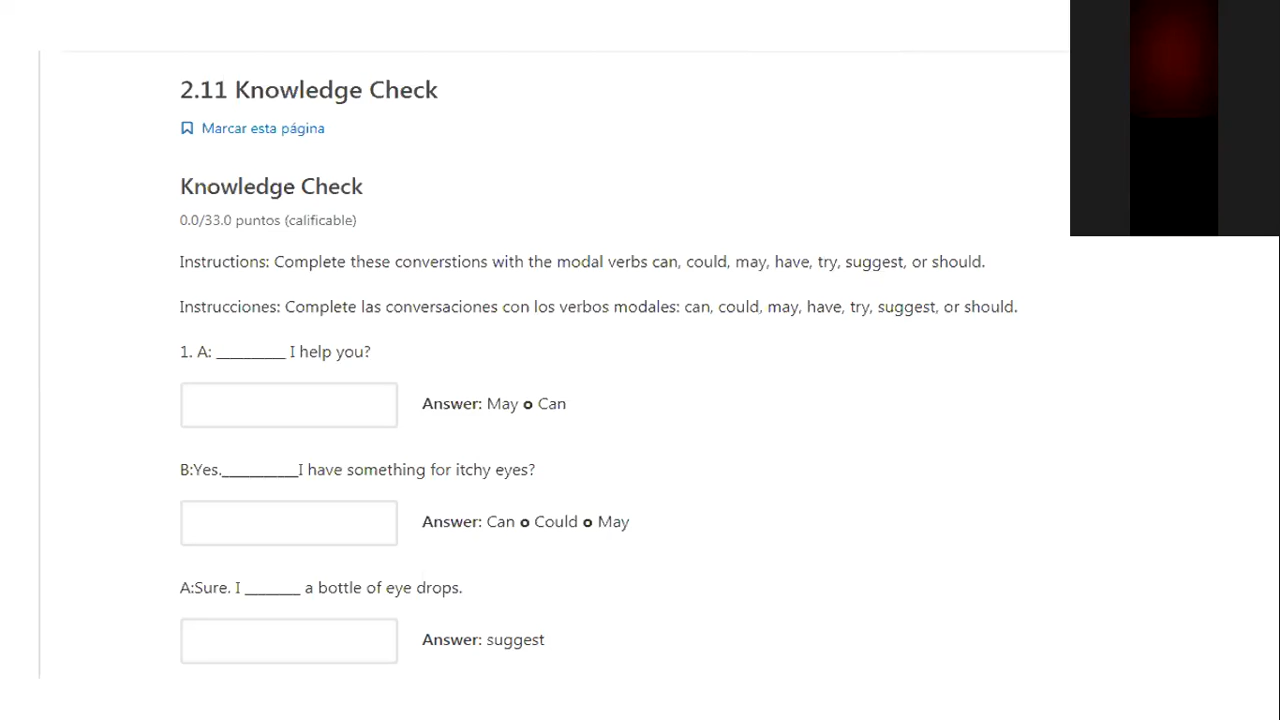 2.11 Knowledge Check
Marcar esta página
Knowledge Check
0.0/33.0 puntos (calificable)
Instructions: Complete these converstions with the modal verbs can, could, may, have, try, suggest, or should.
Instrucciones: Complete las conversaciones con los verbos modales: can, could, may, have, try, suggest, or should.
1. A: __________ I help you?
Answer: May o Can
B:Yes.___________I have something for itchy eyes?
Answer: Can o Could o May
A:Sure. I ________ a bottle of eye drops.
Answer: suggest